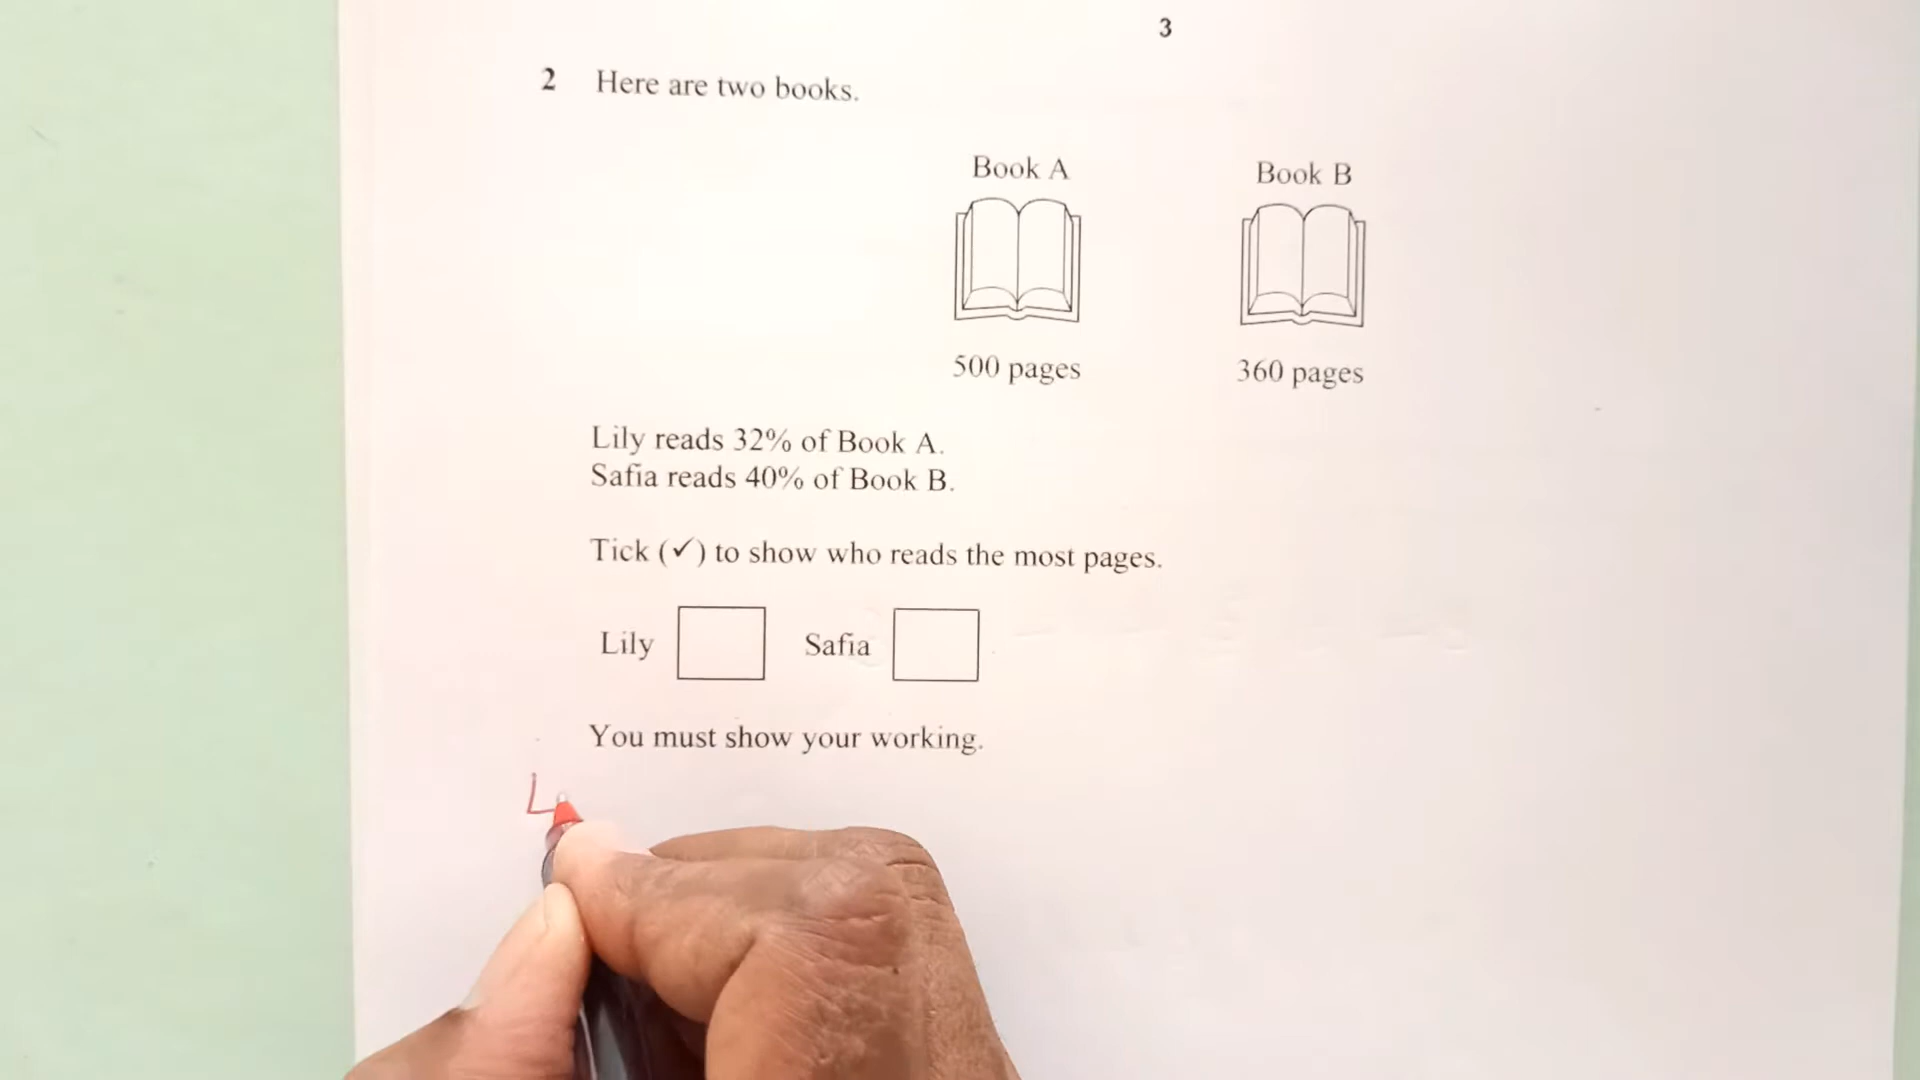 3
2 Here are two books.
Book A Book B
500 pages 360 pages
Lily reads 32% of Book A.
Safia reads 40% of Book B.
Tick (✓) to show who reads the most pages.
Lily Safia
You must show your working.
L